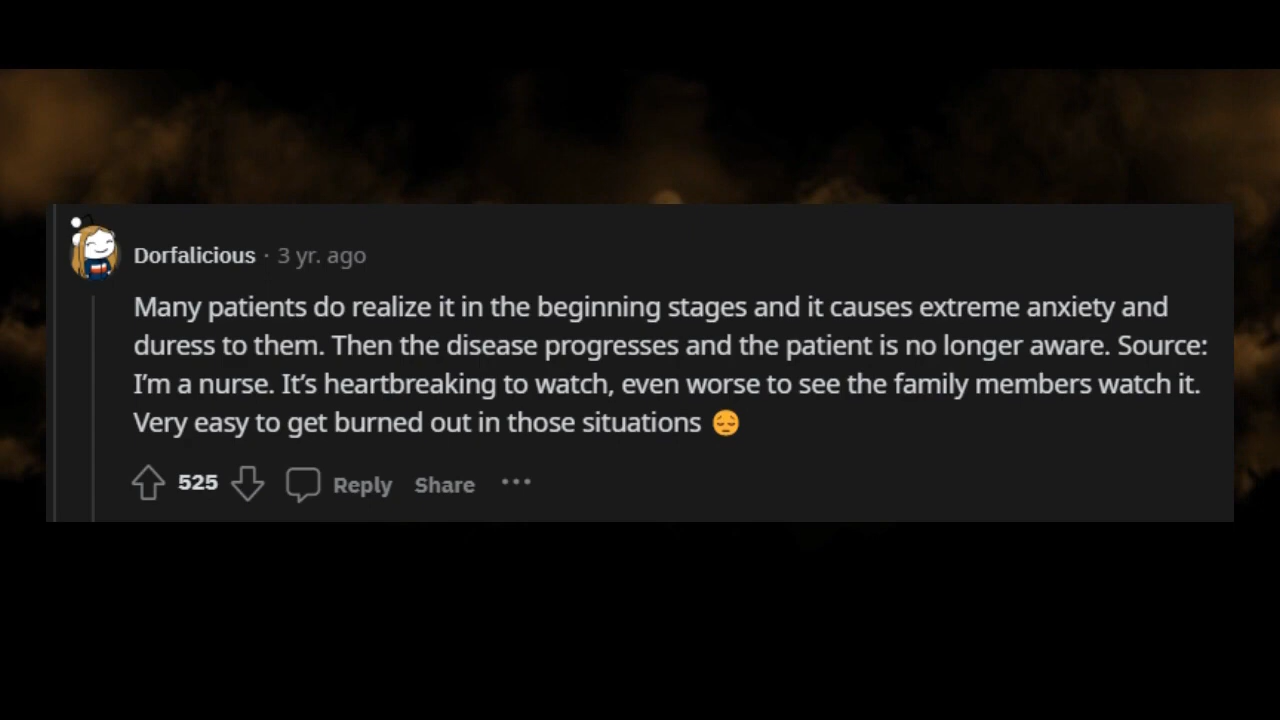 Dorfalicious · 3 yr. ago
Many patients do realize it in the beginning stages and it causes extreme anxiety and
duress to them. Then the disease progresses and the patient is no longer aware. Source:
I’m a nurse. It’s heartbreaking to watch, even worse to see the family members watch it.
Very easy to get burned out in those situations 😔
525 Reply Share ···